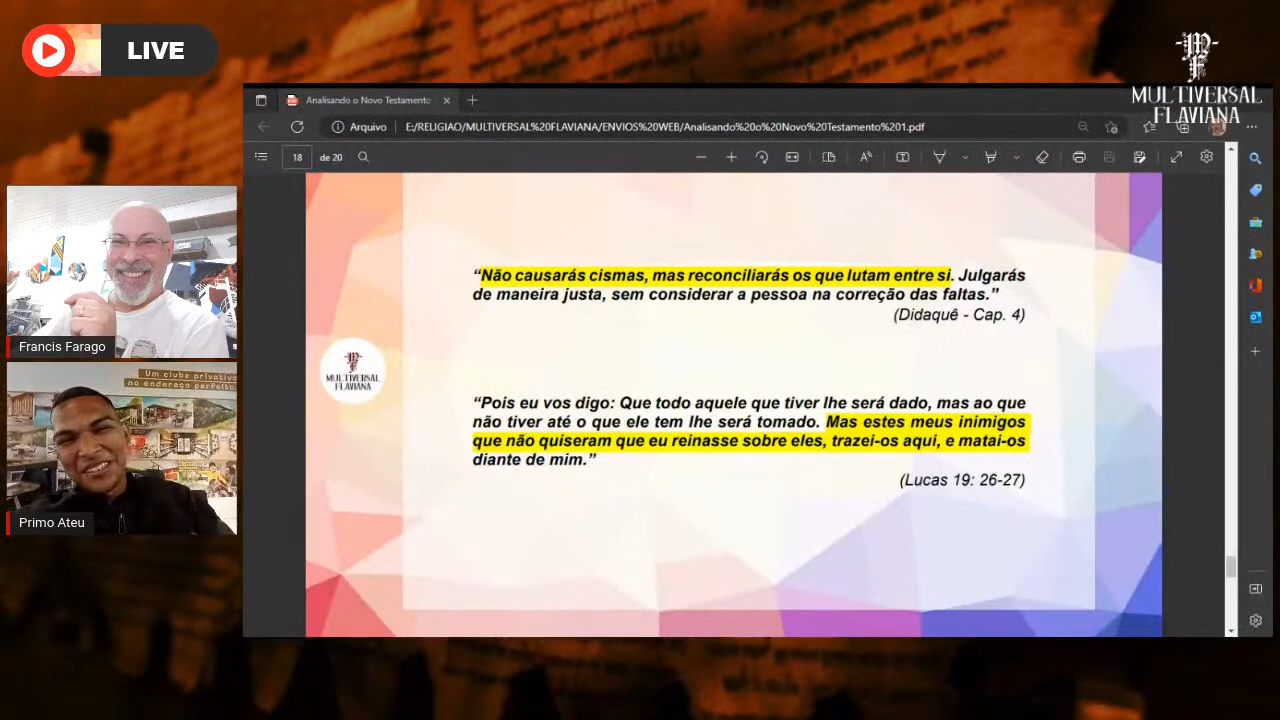 LIVE
MULTIVERSAL
FLAVIANA
Analisando o Novo Testamento
Arquivo
E:/RELIGIAO/MULTIVERSAL%20FLAVIANA/ENVIOS%20WEB/Analisando%20o%20Novo%20Testamento%201.pdf
18 de 20
Francis Farago
Um clube privativo
no endereço perfeito
Primo Ateu
MULTIVERSAL
FLAVIANA
“Não causarás cismas, mas reconciliarás os que lutam entre si. Julgarás
de maneira justa, sem considerar a pessoa na correção das faltas.”
(Didaquê - Cap. 4)
“Pois eu vos digo: Que todo aquele que tiver lhe será dado, mas ao que
não tiver até o que ele tem lhe será tomado. Mas estes meus inimigos
que não quiseram que eu reinasse sobre eles, trazei-os aqui, e matai-os
diante de mim.”
(Lucas 19: 26-27)